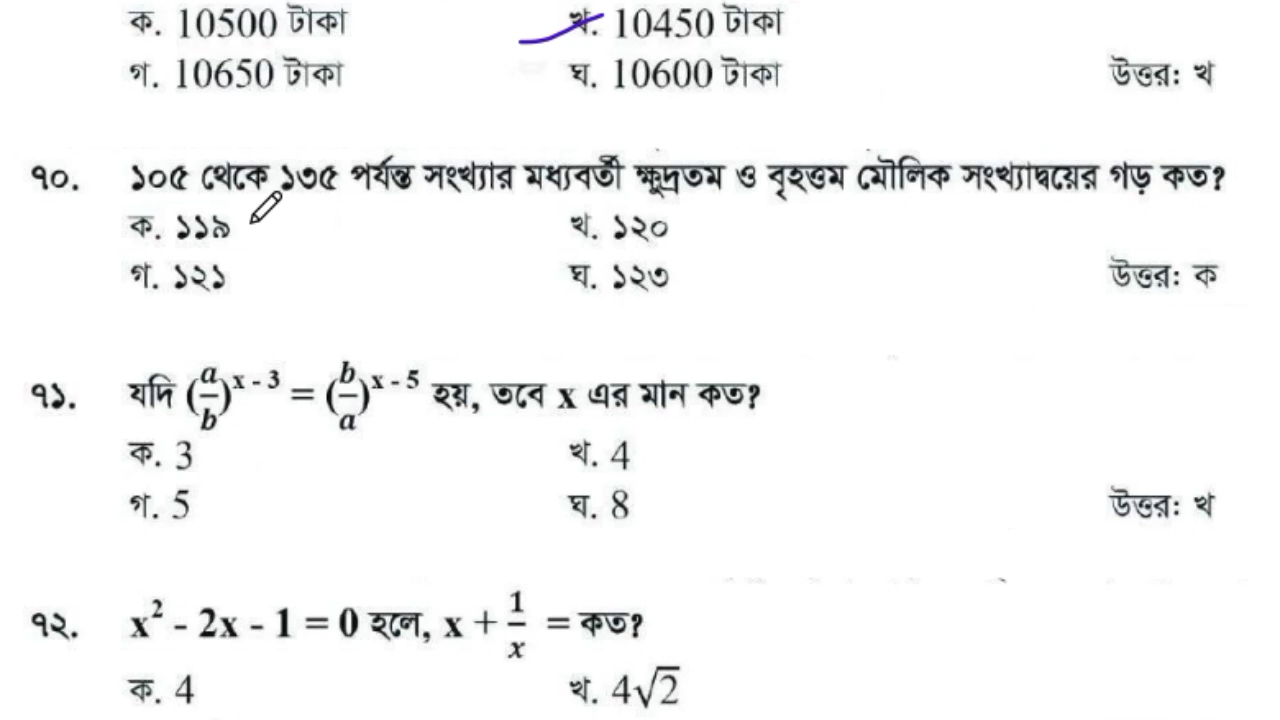 ক. 10500 টাকা খ. 10450 টাকা
গ. 10650 টাকা ঘ. 10600 টাকা উত্তর: খ
৭০. ১০৫ থেকে ১৩৫ পর্যন্ত সংখ্যার মধ্যবর্তী ক্ষুদ্রতম ও বৃহত্তম মৌলিক সংখ্যাদ্বয়ের গড় কত?
ক. ১১৯ খ. ১২০
গ. ১২১ ঘ. ১২৩ উত্তর: ক
৭১. যদি (a/b)^(x - 3) = (b/a)^(x - 5) হয়, তবে x এর মান কত?
ক. 3 খ. 4
গ. 5 ঘ. 8 উত্তর: খ
৭২. x² - 2x - 1 = 0 হলে, x + 1/x = কত?
ক. 4 খ. 4√2